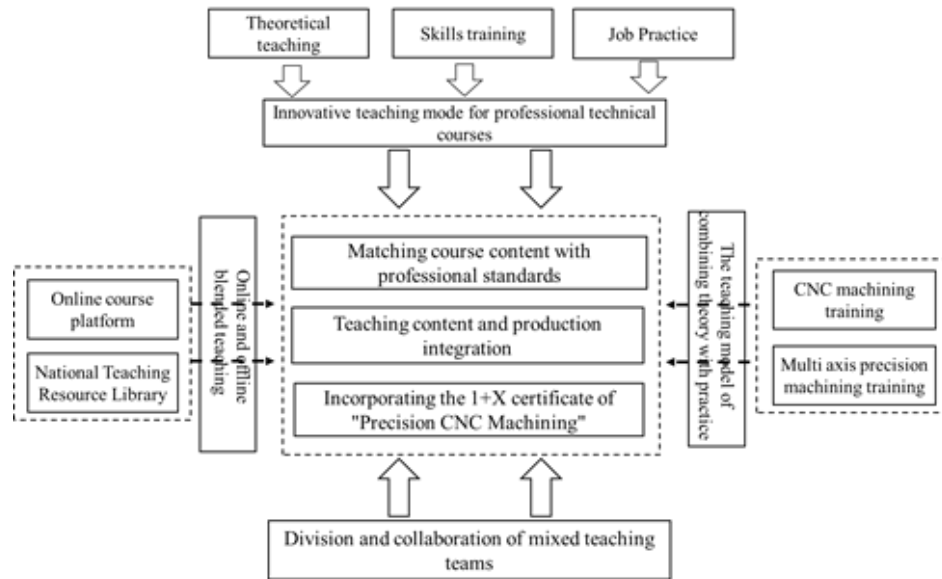 Theoretical
teaching
Skills training
Job Practice
Innovative teaching mode for professional technical
courses
Matching course content with
professional standards
Teaching content and production
integration
Incorporating the 1+X certificate of
"Precision CNC Machining"
Online course
platform
National Teaching
Resource Library
Online and offline
blended teaching
The teaching model of
combining theory with practice
CNC machining
training
Multi axis precision
machining training
Division and collaboration of mixed teaching
teams